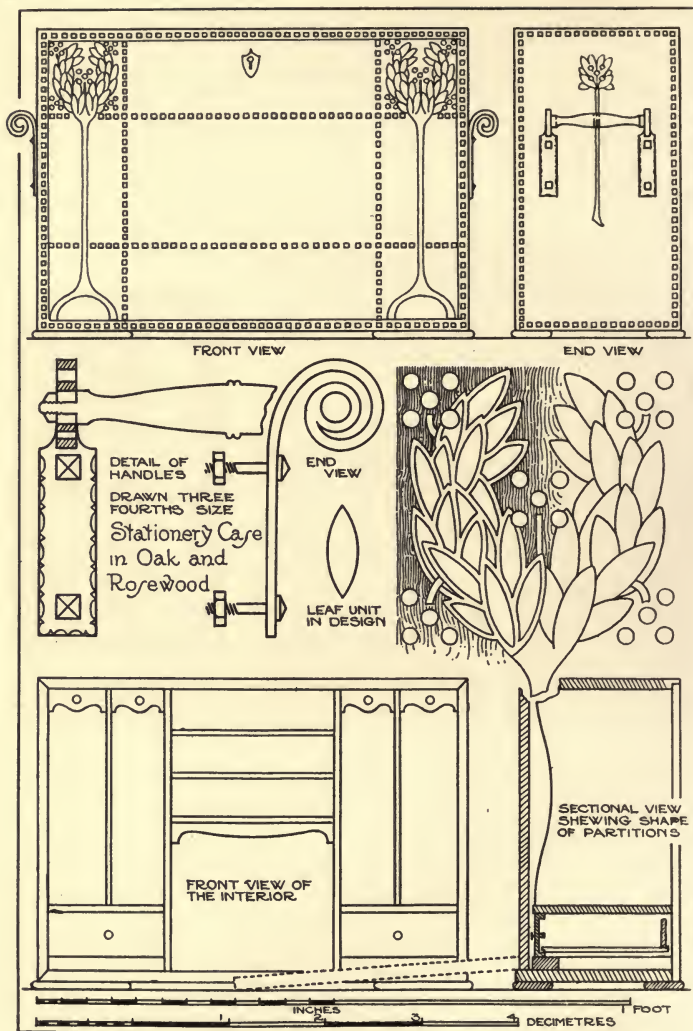 FRONT VIEW
END VIEW
DETAIL OF
HANDLES
DRAWN THREE
FOURTHS SIZE
Stationery Case
in Oak and
Rosewood
END
VIEW
LEAF UNIT
IN DESIGN
FRONT VIEW OF
THE INTERIOR
SECTIONAL VIEW
SHEWING SHAPE
OF PARTITIONS
INCHES
1 FOOT
1 2 3 4 DECIMETRES